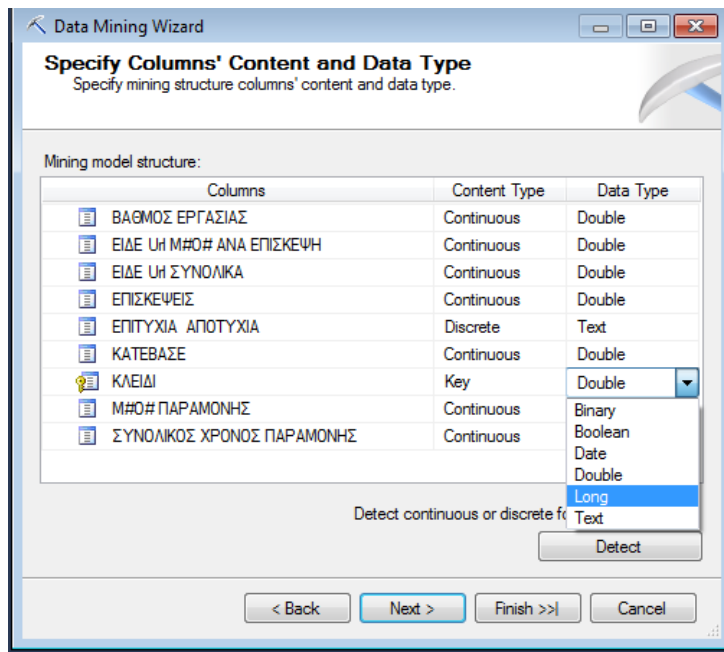 Data Mining Wizard
Specify Columns' Content and Data Type
Specify mining structure columns' content and data type.
Mining model structure:
Columns Content Type Data Type
ΒΑΘΜΟΣ ΕΡΓΑΣΙΑΣ Continuous Double
ΕΙΔΕ Url Μ#Ο# ΑΝΑ ΕΠΙΣΚΕΨΗ Continuous Double
ΕΙΔΕ Url ΣΥΝΟΛΙΚΑ Continuous Double
ΕΠΙΣΚΕΨΕΙΣ Continuous Double
ΕΠΙΤΥΧΙΑ ΑΠΟΤΥΧΙΑ Discrete Text
ΚΑΤΕΒΑΣΕ Continuous Double
ΚΛΕΙΔΙ Key Double
Μ#Ο# ΠΑΡΑΜΟΝΗΣ Continuous
ΣΥΝΟΛΙΚΟΣ ΧΡΟΝΟΣ ΠΑΡΑΜΟΝΗΣ Continuous
Binary
Boolean
Date
Double
Long
Text
Detect continuous or discrete
Detect
< Back Next > Finish >>| Cancel